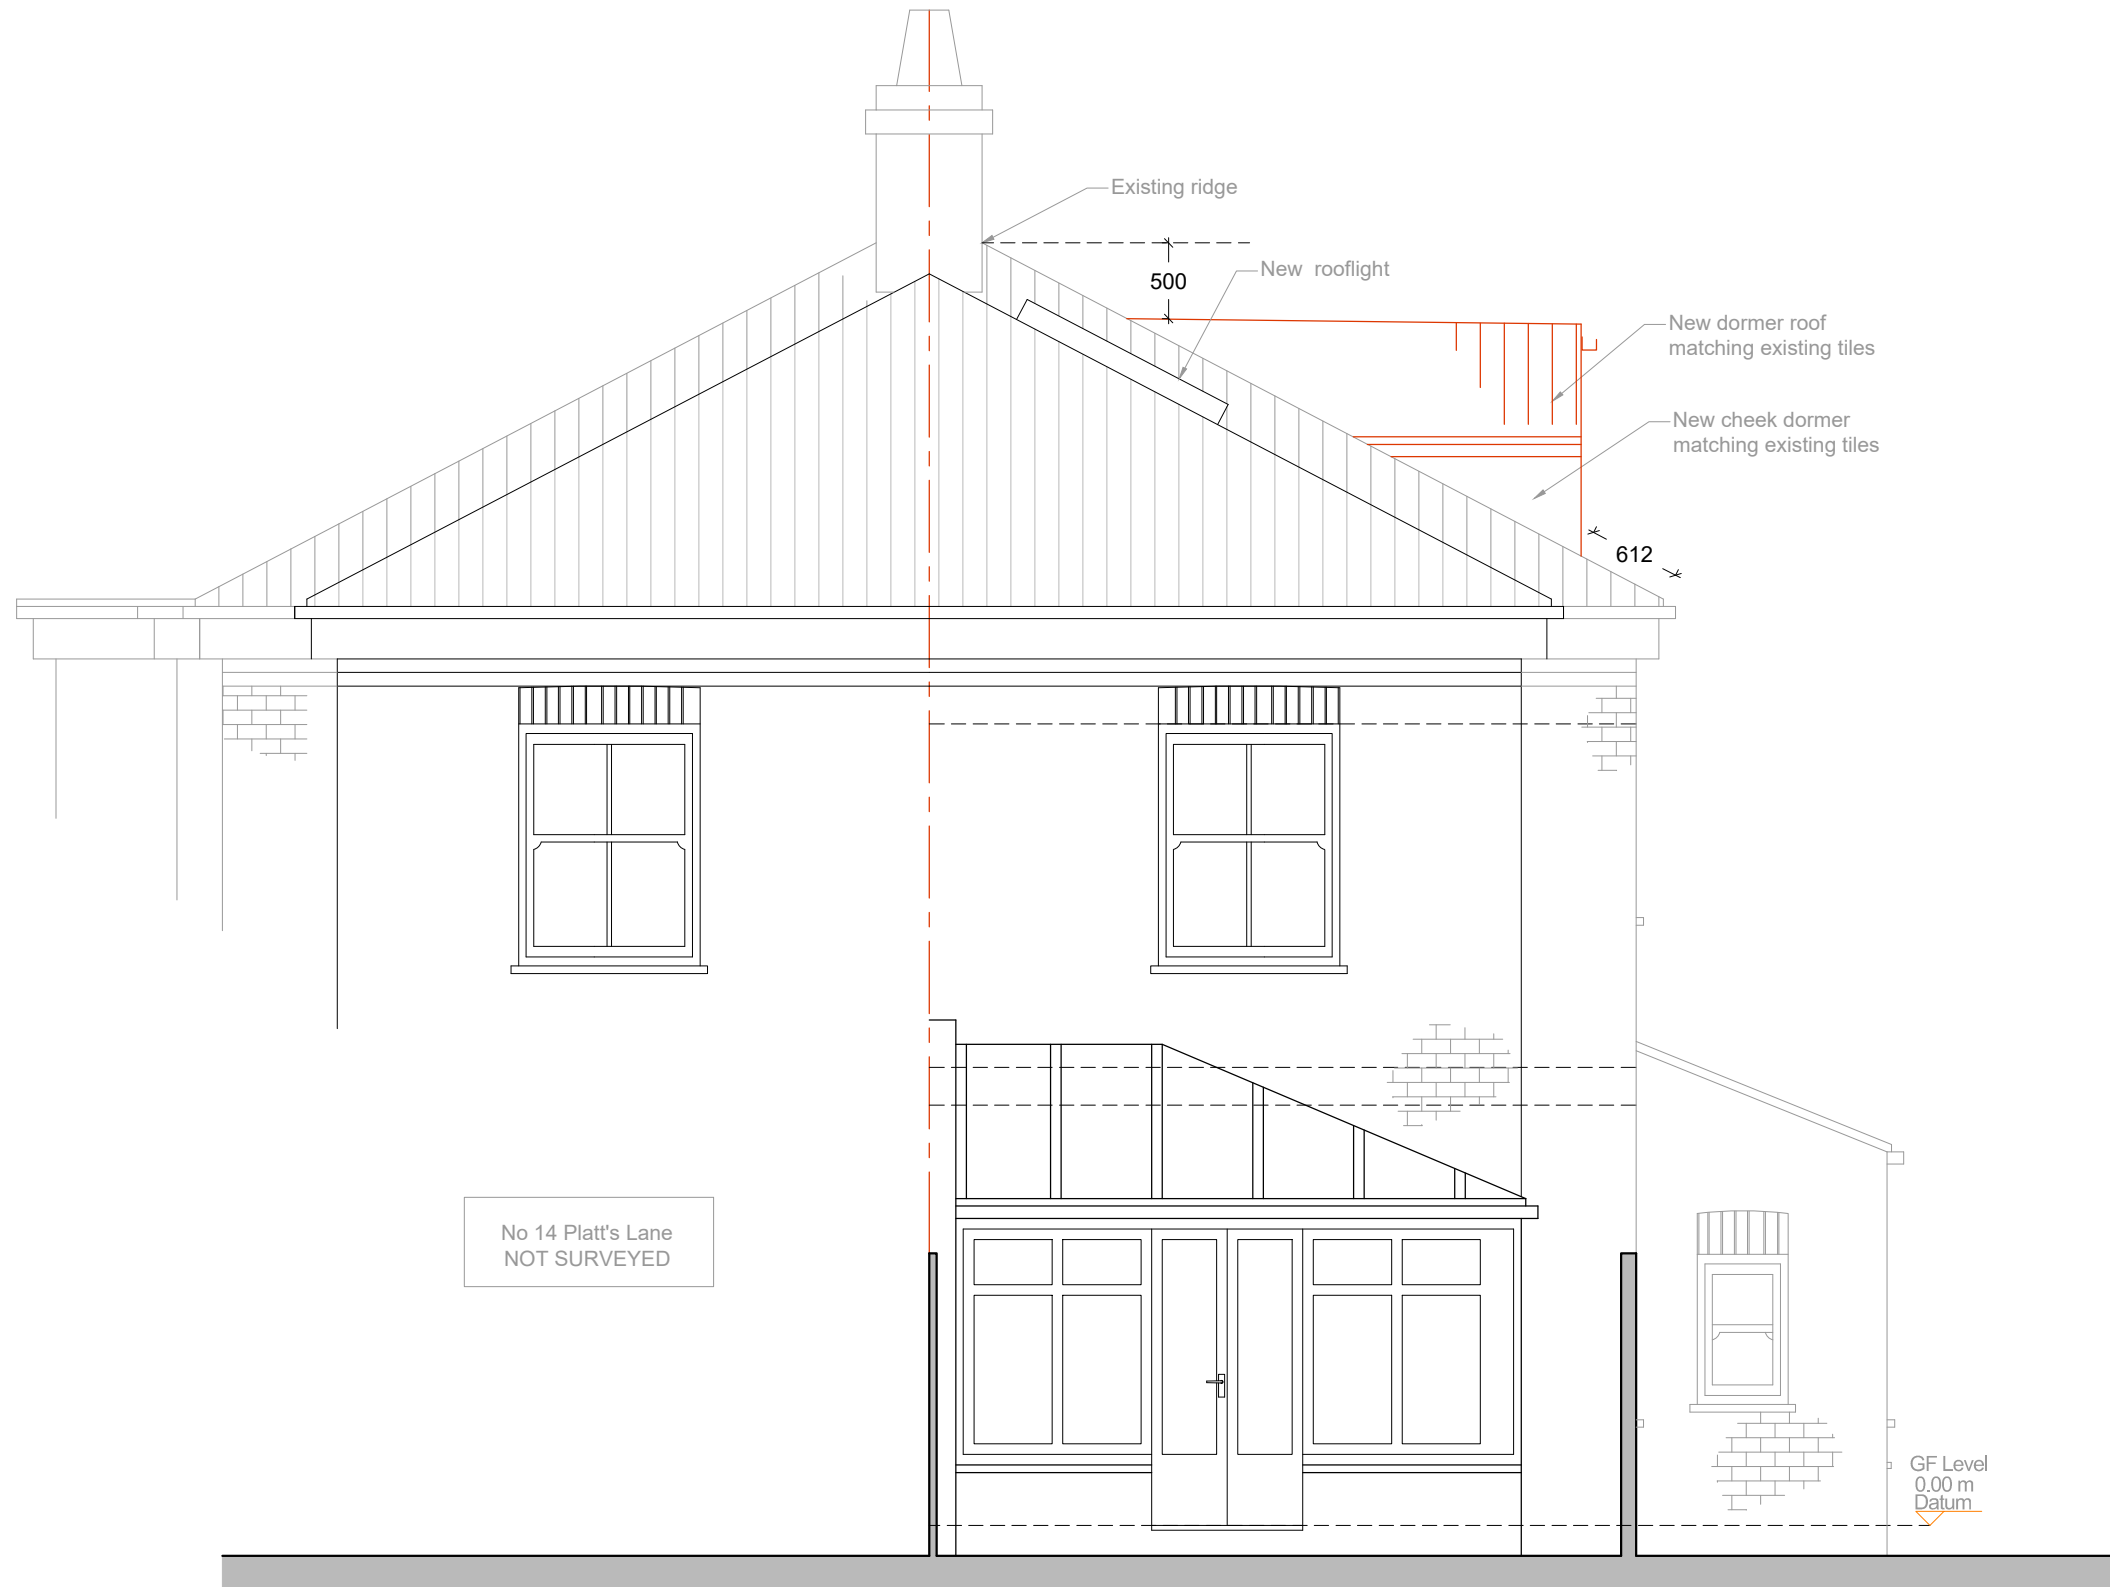 Existing ridge
500
New rooflight
New dormer roof
matching existing tiles
New cheek dormer
matching existing tiles
612
No 14 Platt's Lane
NOT SURVEYED
GF Level
0.00 m
Datum